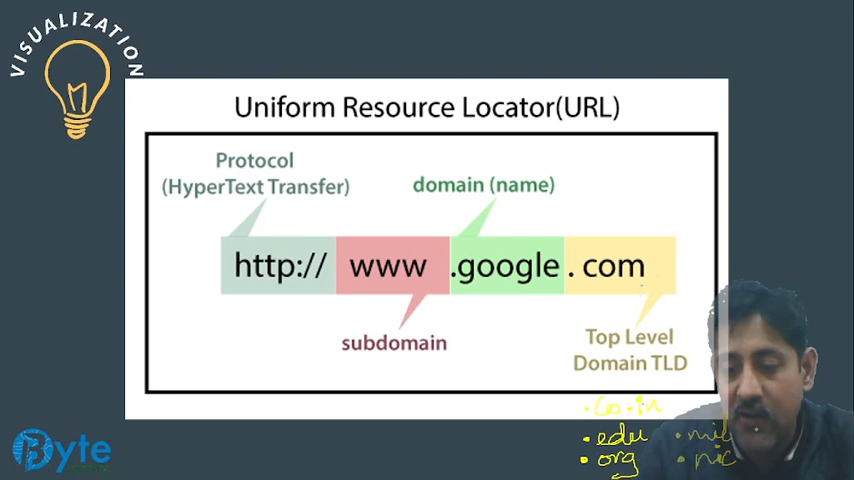 VISUALIZATION
Uniform Resource Locator(URL)
Protocol
(HyperText Transfer)
domain (name)
http:// www .google . com
subdomain
Top Level
Domain TLD
.co.in
.edu .mil
.org .nic
Byte